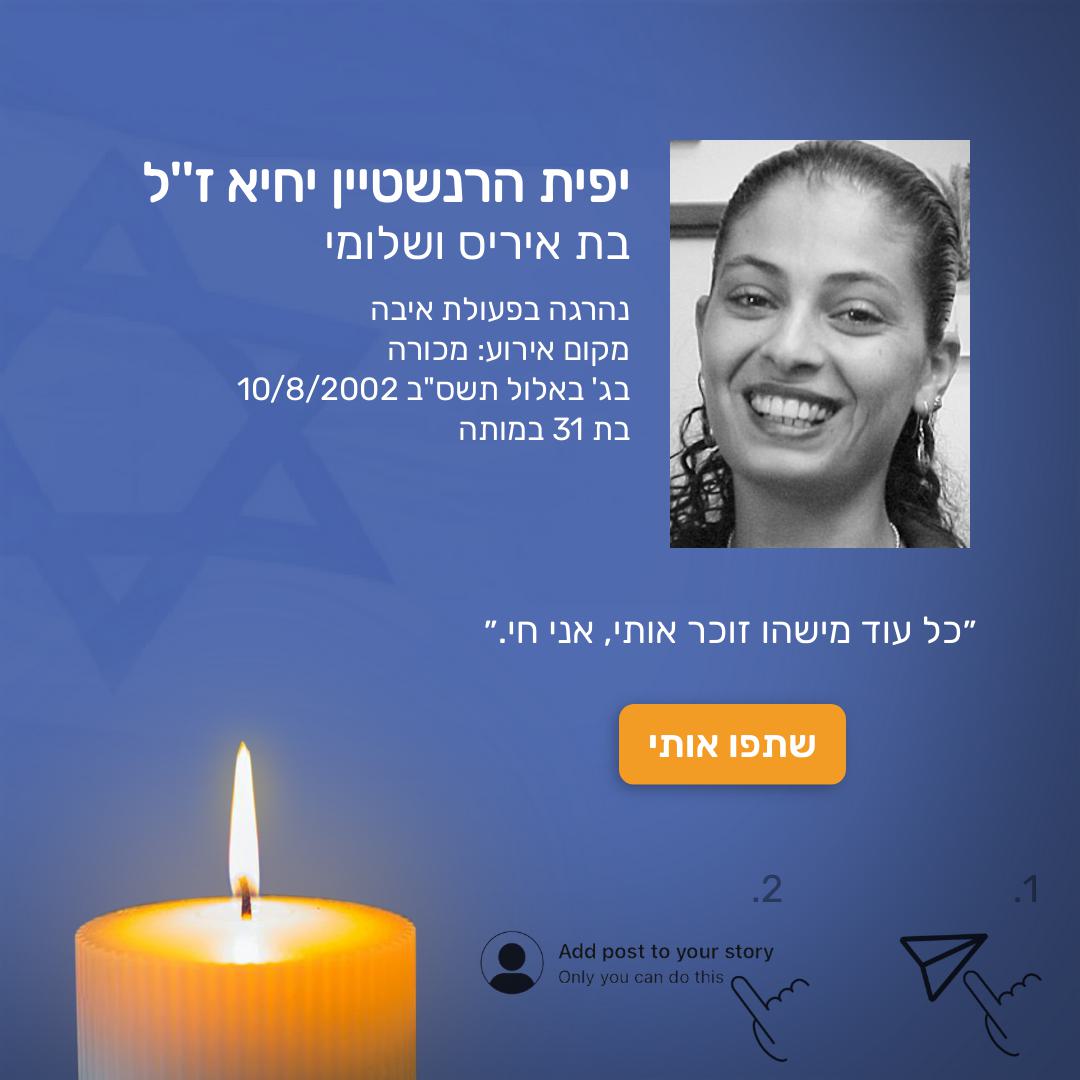 יפית הרנשטיין יחיא ז"ל
בת איריס ושלומי
נהרגה בפעולת איבה
מקום אירוע: מכורה
בג' באלול תשס"ב 10/8/2002
בת 31 במותה
״כל עוד מישהו זוכר אותי, אני חי.״
שתפו אותי
.1
.2
Add post to your story
Only you can do this